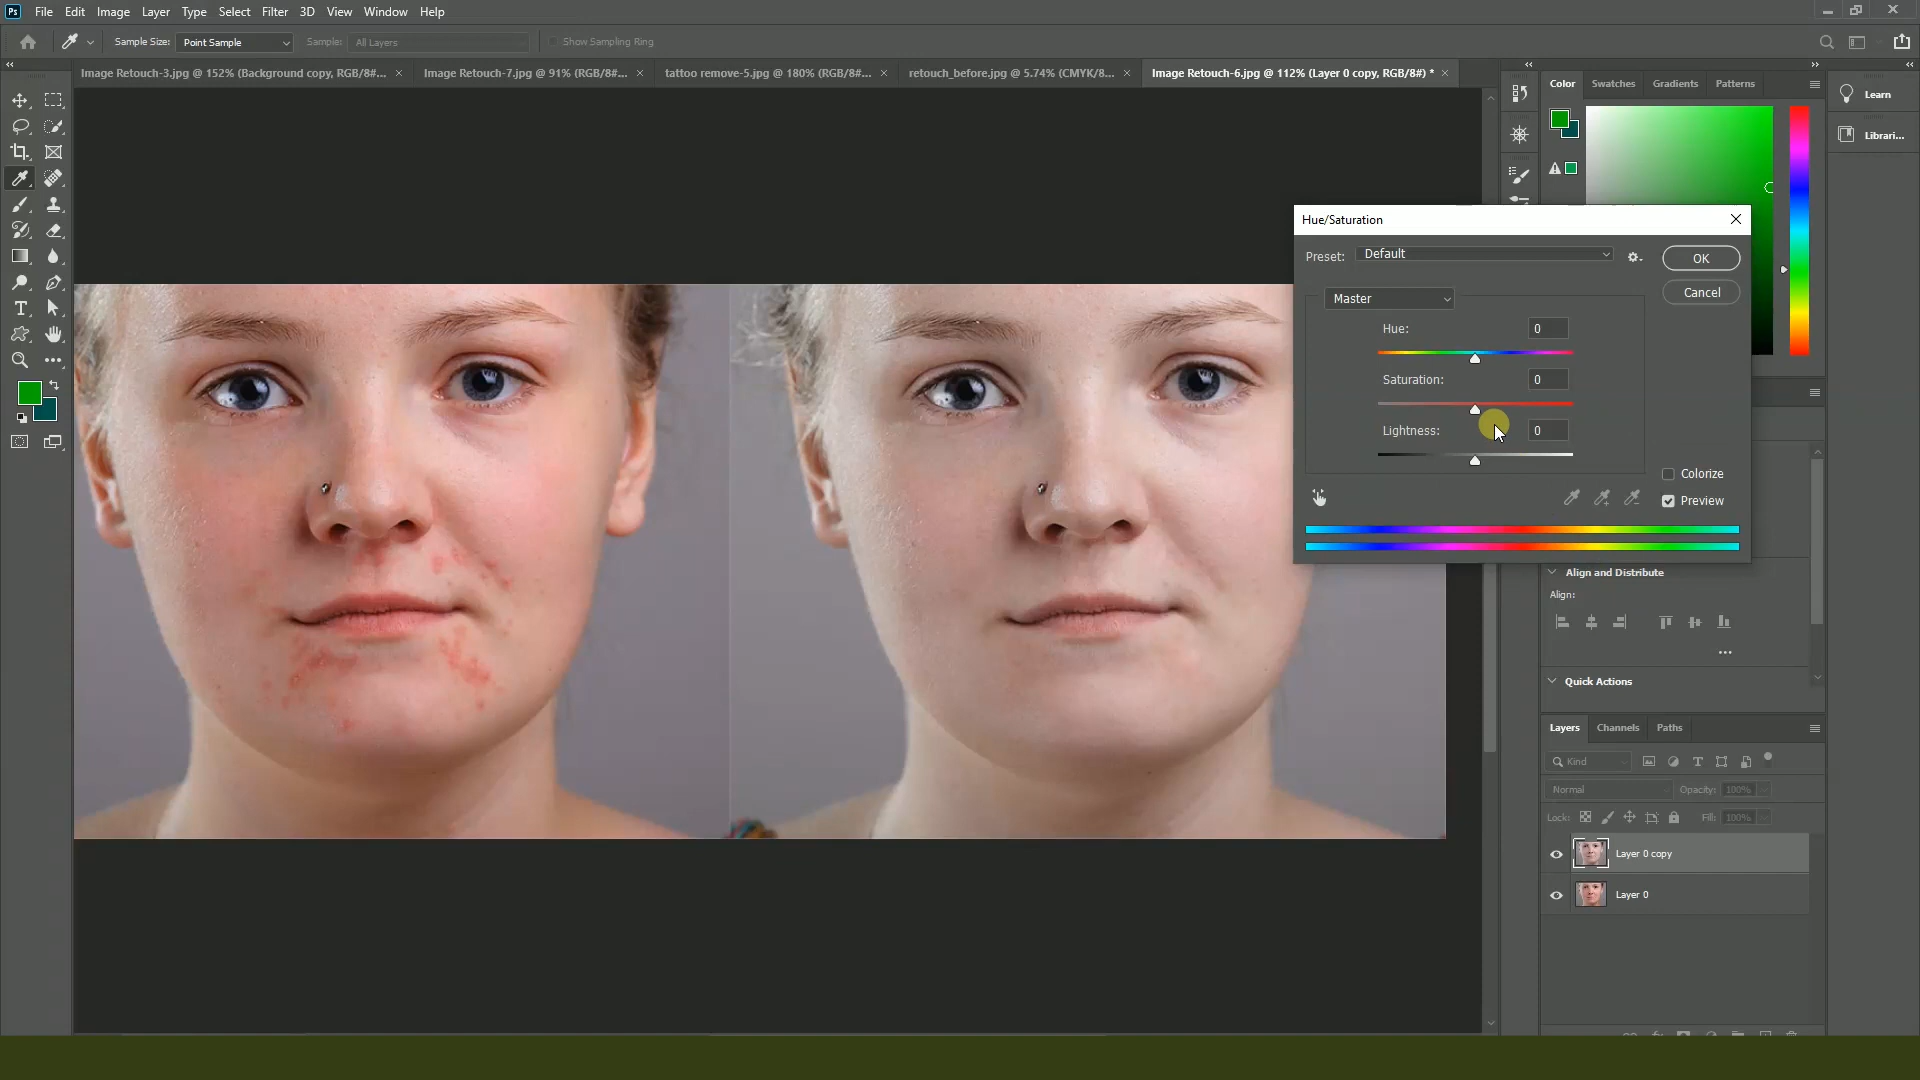 Ps File Edit Image Layer Type Select Filter 3D View Window Help
Sample Size: Point Sample Sample: All Layers Show Sampling Ring
Image Retouch-3.jpg @ 152% (Background copy, RGB/8#... × Image Retouch-7.jpg @ 91% (RGB/8#... × tattoo remove-5.jpg @ 180% (RGB/8#... × retouch_before.jpg @ 5.74% (CMYK/8... × Image Retouch-6.jpg @ 112% (Layer 0 copy, RGB/8#) * ×
Color Swatches Gradients Patterns
Learn
Librari...
Hue/Saturation
Preset: Default
OK
Master
Cancel
Hue: 0
Saturation: 0
Lightness: 0
Colorize
Preview
Align and Distribute
Align:
Quick Actions
Layers Channels Paths
Kind
Normal Opacity: 100%
Lock: Fill: 100%
Layer 0 copy
Layer 0